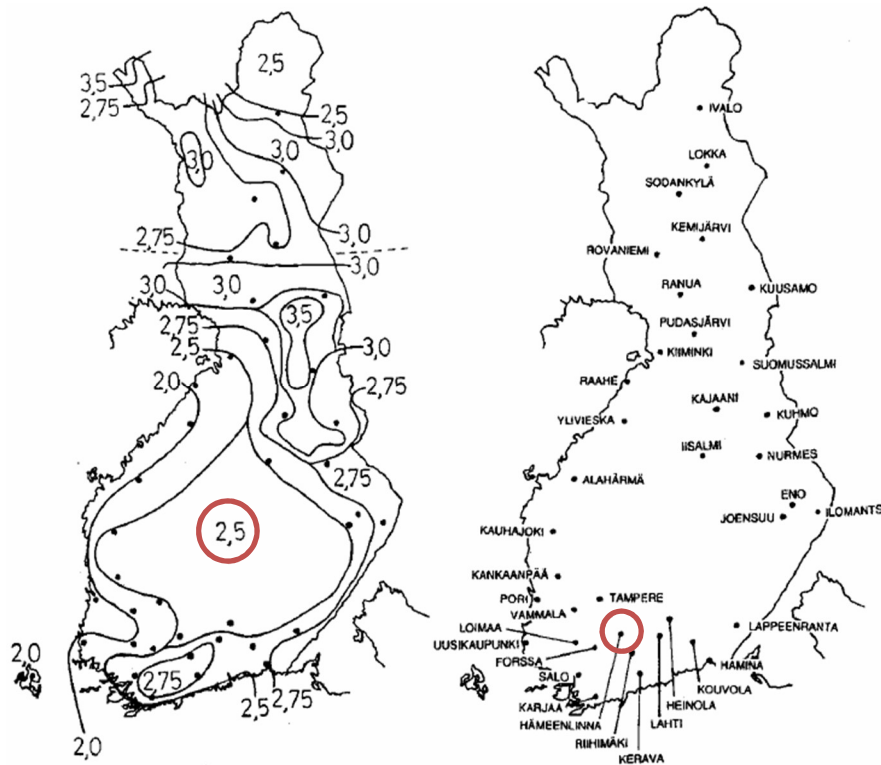 2,5
3,5
2,75
2,5
3,0
3,0
3,0
2,75
3,0
3,0
3,0
3,0
2,75
3,5
2,5
3,0
2,0
2,75
2,75
2,5
2,0
2,75
2,5
2,75
2,0
IVALO
LOKKA
SODANKYLÄ
KEMIJÄRVI
ROVANIEMI
RANUA
KUUSAMO
PUDASJÄRVI
KIIMINKI
SUOMUSSALMI
RAAHE
KAJAANI
KUHMO
YLIVIESKA
IISALMI
NURMES
ALAHÄRMÄ
ENO
JOENSUU
ILOMANTS
KAUHAJOKI
KANKAANPÄÄ
PORI
TAMPERE
VAMMALA
LOIMAA
LAPPEENRANTA
UUSIKAUPUNKI
FORSSA
HAMINA
SALO
KOUVOLA
KARJAA
HEINOLA
HÄMEENLINNA
LAHTI
RIIHIMÄKI
KERAVA